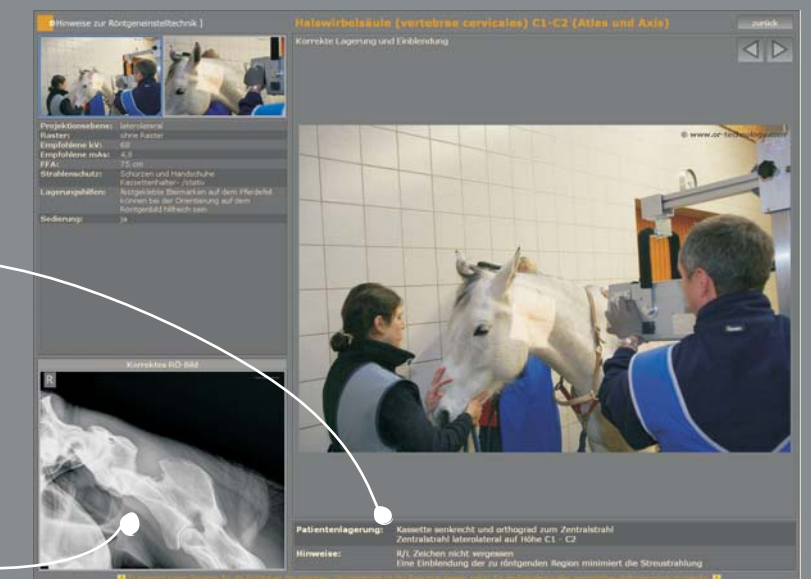 Hinweise zur Röntgeneinstelltechnik ]
Halswirbelsäule (vertebrae cervicales) C1-C2 (Atlas und Axis)
zurück
Korrekte Lagerung und Einblendung
© www.or-technology.com
Projektionsebene: laterolateral
Raster: ohne Raster
Empfohlene kV: 60
Empfohlene mAs: 4,0
FFA: 75 cm
Strahlenschutz: Schürzen und Handschuhe
Kassettenhalter- /stativ
Lagerungshilfen: festgeklebte Bleimarken auf dem Pferdefell
können bei der Orientierung auf dem
Röntgenbild hilfreich sein
Sedierung: ja
Korrektes RÖ-Bild
R
Patientenlagerung: Kassette senkrecht und orthograd zum Zentralstrahl
Zentralstrahl laterolateral auf Höhe C1 - C2
Hinweise: R/L Zeichen nicht vergessen
Eine Einblendung der zu röntgenden Region minimiert die Streustrahlung